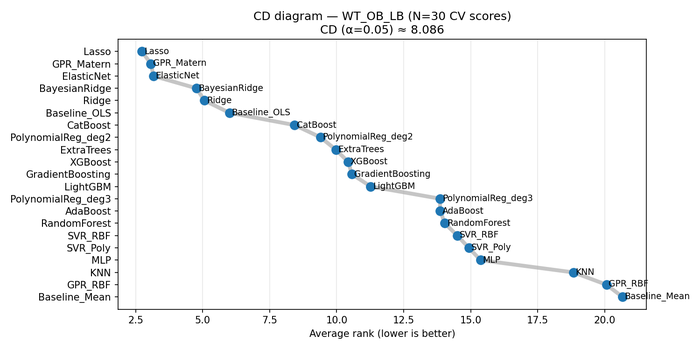 CD diagram — WT_OB_LB (N=30 CV scores)
CD (α=0.05) ≈ 8.086
Lasso Lasso
GPR_Matern GPR_Matern
ElasticNet ElasticNet
BayesianRidge BayesianRidge
Ridge Ridge
Baseline_OLS Baseline_OLS
CatBoost CatBoost
PolynomialReg_deg2 PolynomialReg_deg2
ExtraTrees ExtraTrees
XGBoost XGBoost
GradientBoosting GradientBoosting
LightGBM LightGBM
PolynomialReg_deg3 PolynomialReg_deg3
AdaBoost AdaBoost
RandomForest RandomForest
SVR_RBF SVR_RBF
SVR_Poly SVR_Poly
MLP MLP
KNN KNN
GPR_RBF GPR_RBF
Baseline_Mean Baseline_Mean
2.5 5.0 7.5 10.0 12.5 15.0 17.5 20.0
Average rank (lower is better)